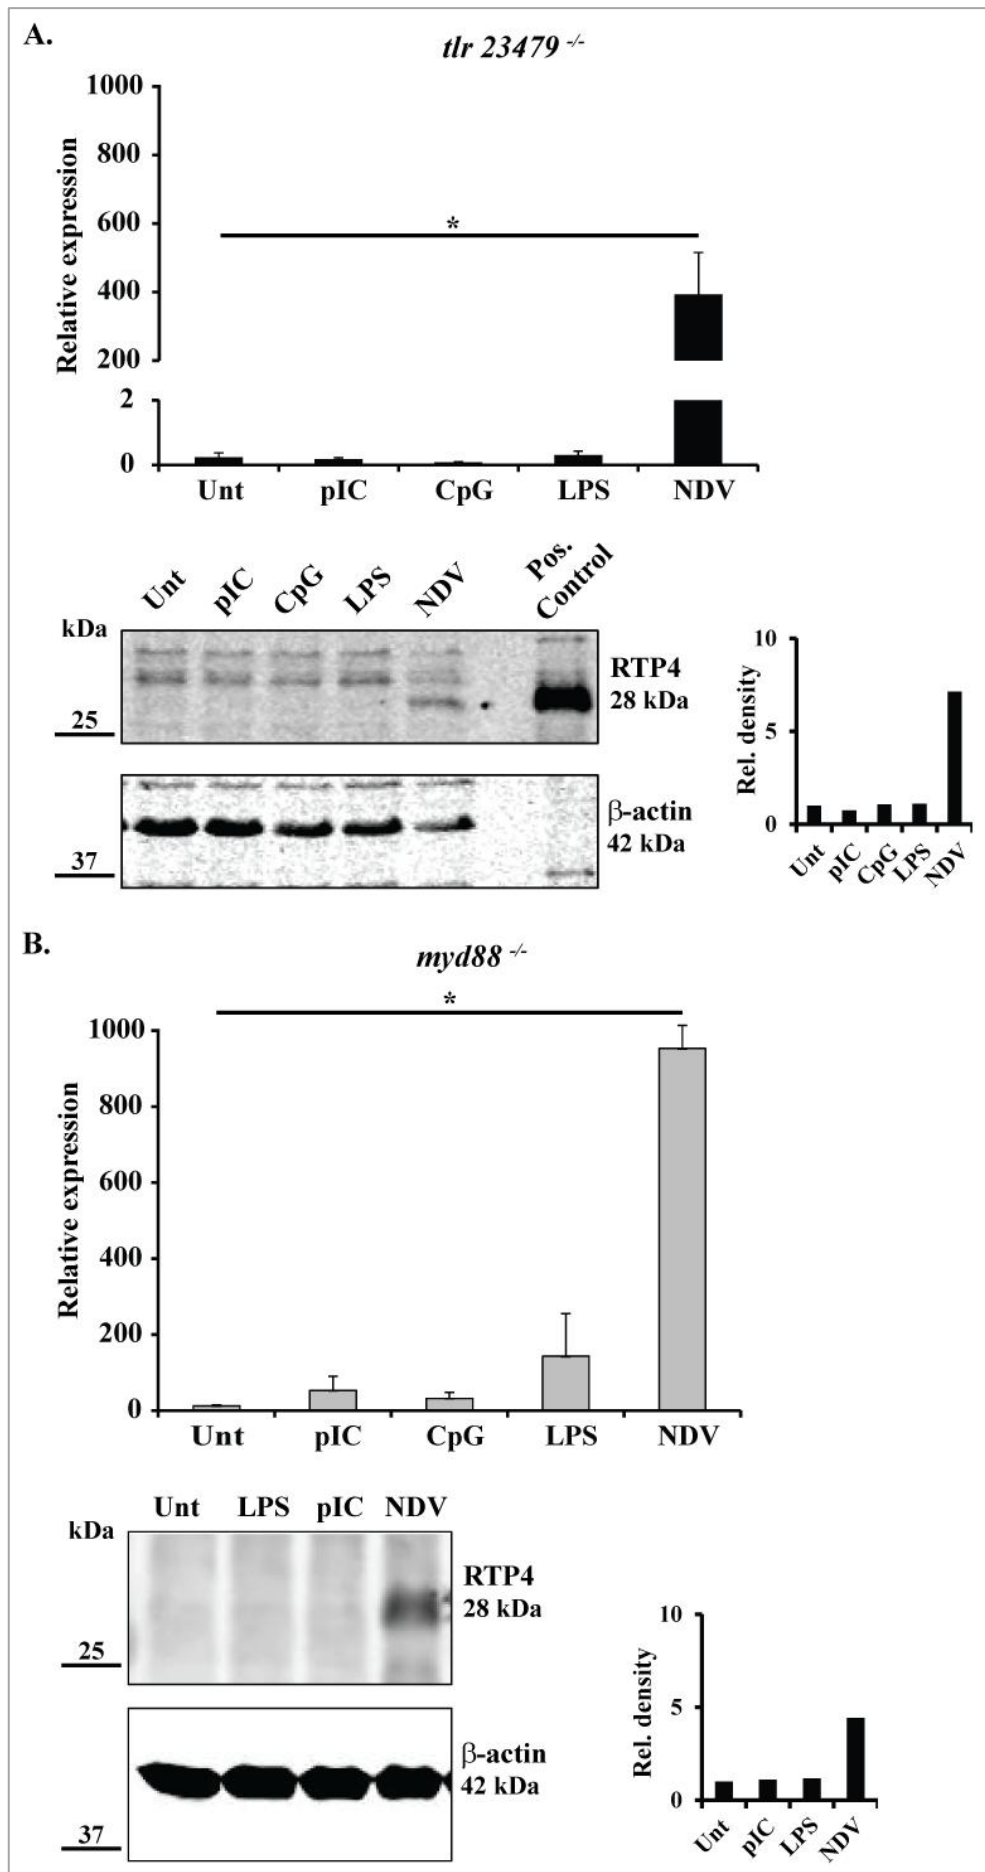 A.
tlr 23479 -/-
1000
800
600
400
200
2
0
Relative expression
*
Unt pIC CpG LPS NDV
Unt pIC CpG LPS NDV Pos. Control
kDa
25
RTP4
28 kDa
37
β-actin
42 kDa
10
5
0
Rel. density
Unt pIC CpG LPS NDV
B.
myd88 -/-
*
1000
800
600
400
200
0
Relative expression
Unt pIC CpG LPS NDV
Unt LPS pIC NDV
kDa
25
RTP4
28 kDa
37
β-actin
42 kDa
10
5
0
Rel. density
Unt pIC LPS NDV